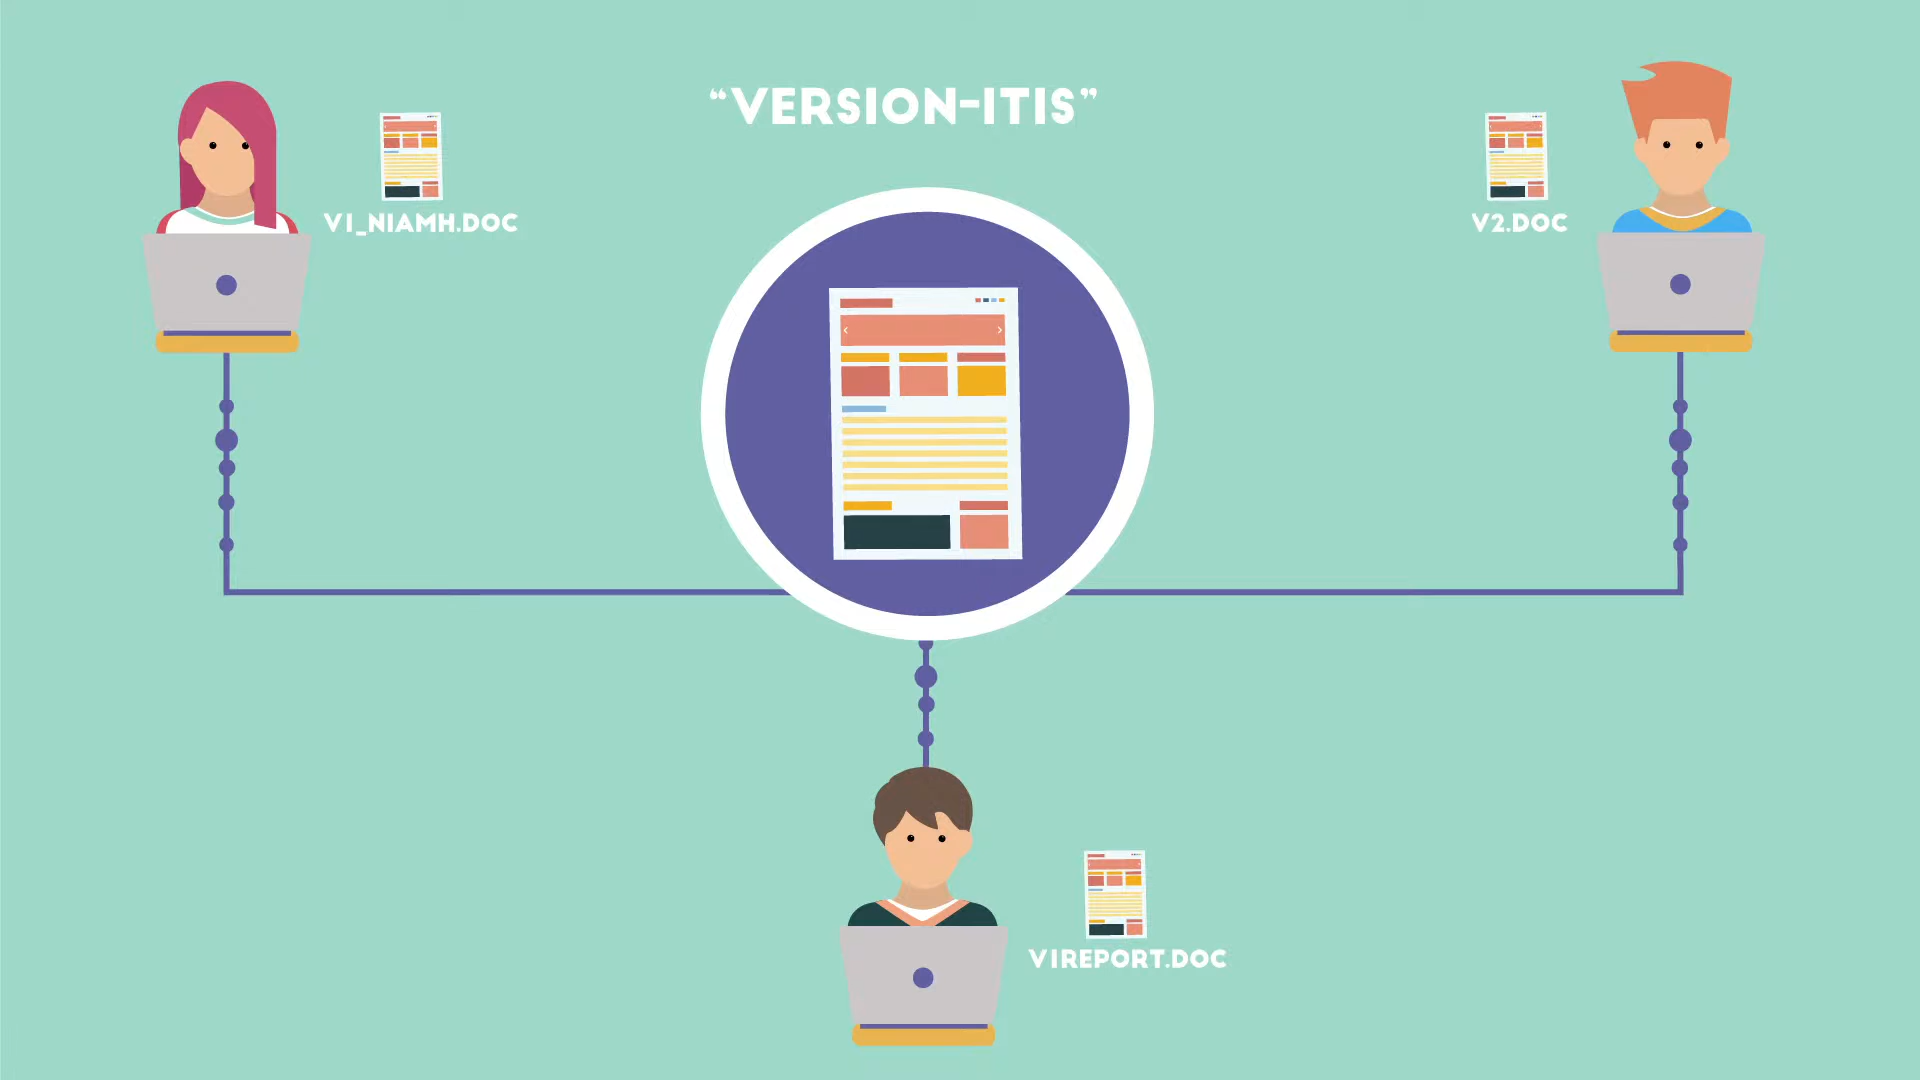 “VERSION-ITIS”
V1_NIAMH.DOC
V2.DOC
V1REPORT.DOC